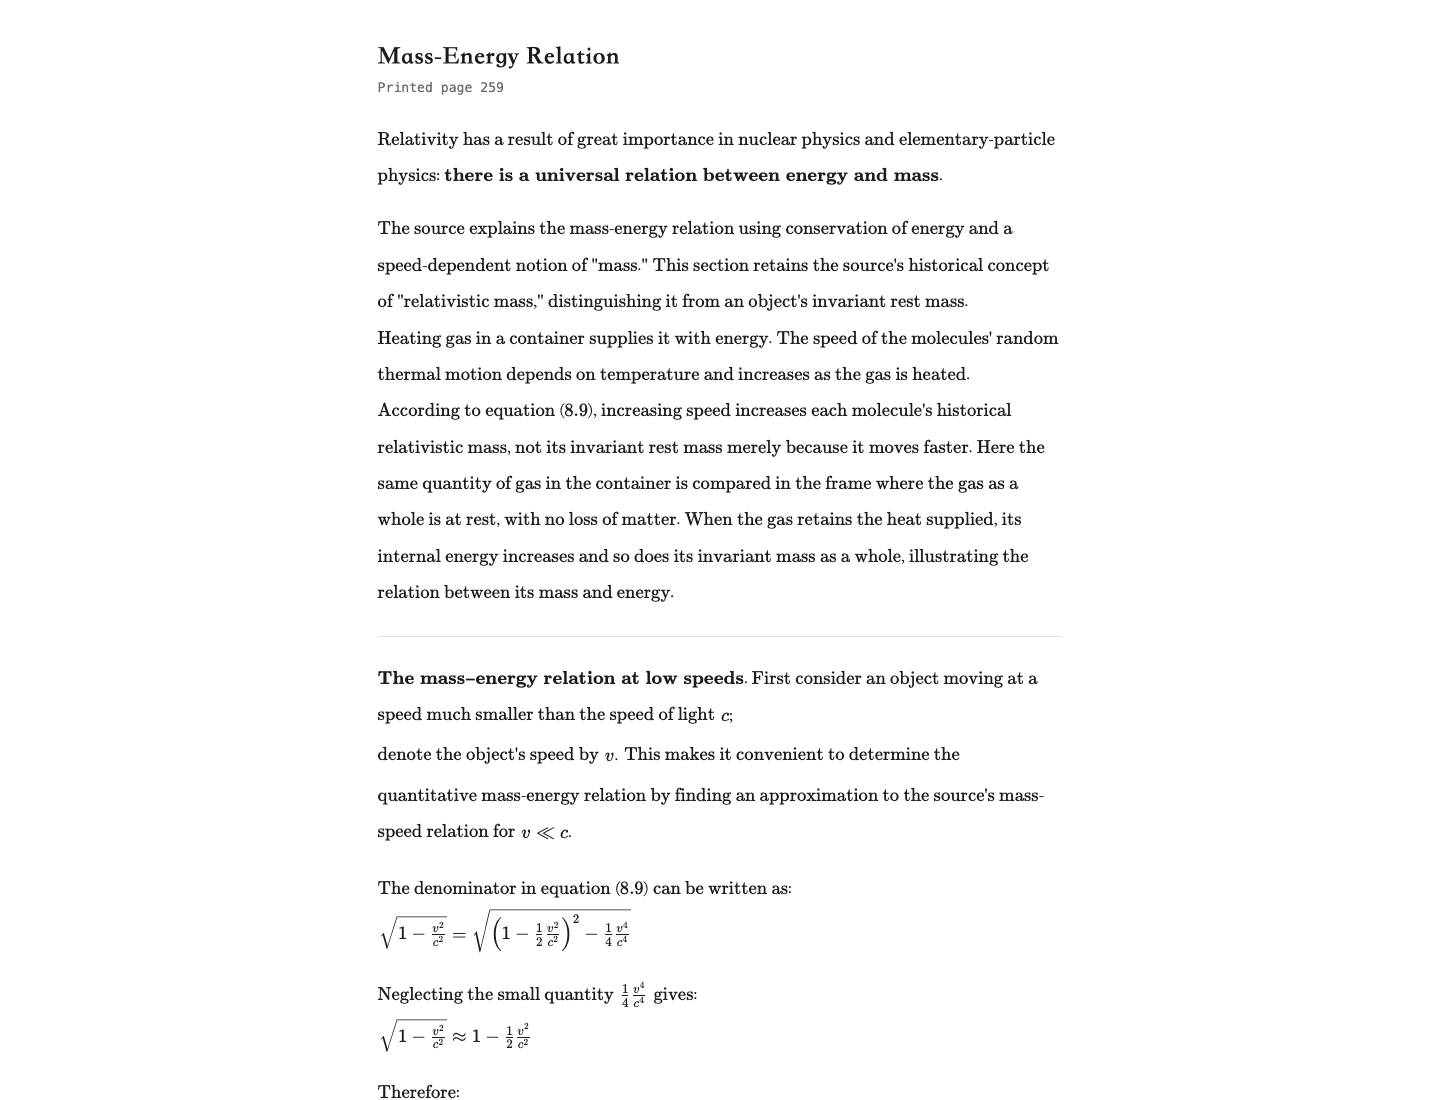 Mass-Energy Relation
Printed page 259
Relativity has a result of great importance in nuclear physics and elementary-particle
physics: there is a universal relation between energy and mass.
The source explains the mass-energy relation using conservation of energy and a
speed-dependent notion of "mass." This section retains the source's historical concept
of "relativistic mass," distinguishing it from an object's invariant rest mass.
Heating gas in a container supplies it with energy. The speed of the molecules' random
thermal motion depends on temperature and increases as the gas is heated.
According to equation (8.9), increasing speed increases each molecule's historical
relativistic mass, not its invariant rest mass merely because it moves faster. Here the
same quantity of gas in the container is compared in the frame where the gas as a
whole is at rest, with no loss of matter. When the gas retains the heat supplied, its
internal energy increases and so does its invariant mass as a whole, illustrating the
relation between its mass and energy.
The mass–energy relation at low speeds. First consider an object moving at a
speed much smaller than the speed of light c;
denote the object's speed by v. This makes it convenient to determine the
quantitative mass-energy relation by finding an approximation to the source's mass-
speed relation for v ≪ c.
The denominator in equation (8.9) can be written as:
√(1 − v²/c²) = √((1 − 1/2 v²/c²)² − 1/4 v⁴/c⁴)
Neglecting the small quantity 1/4 v⁴/c⁴ gives:
√(1 − v²/c²) ≈ 1 − 1/2 v²/c²
Therefore: